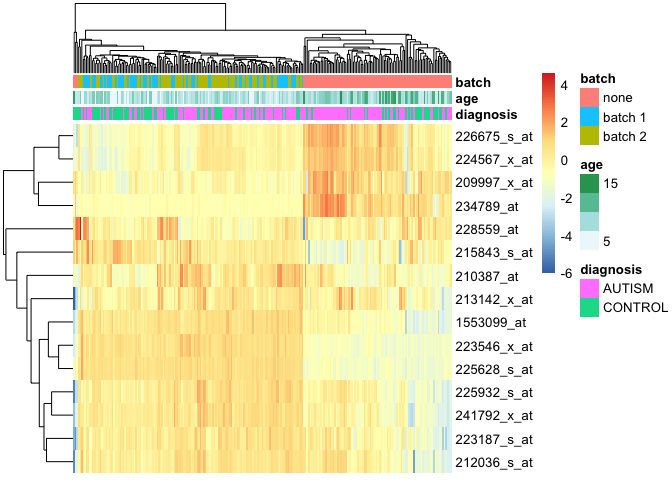 batch
age
diagnosis
226675_s_at
224567_x_at
209997_x_at
234789_at
228559_at
215843_s_at
210387_at
213142_x_at
1553099_at
223546_x_at
225628_s_at
225932_s_at
241792_x_at
223187_s_at
212036_s_at
4
2
0
-2
-4
-6
batch
none
batch 1
batch 2
age
15
5
diagnosis
AUTISM
CONTROL